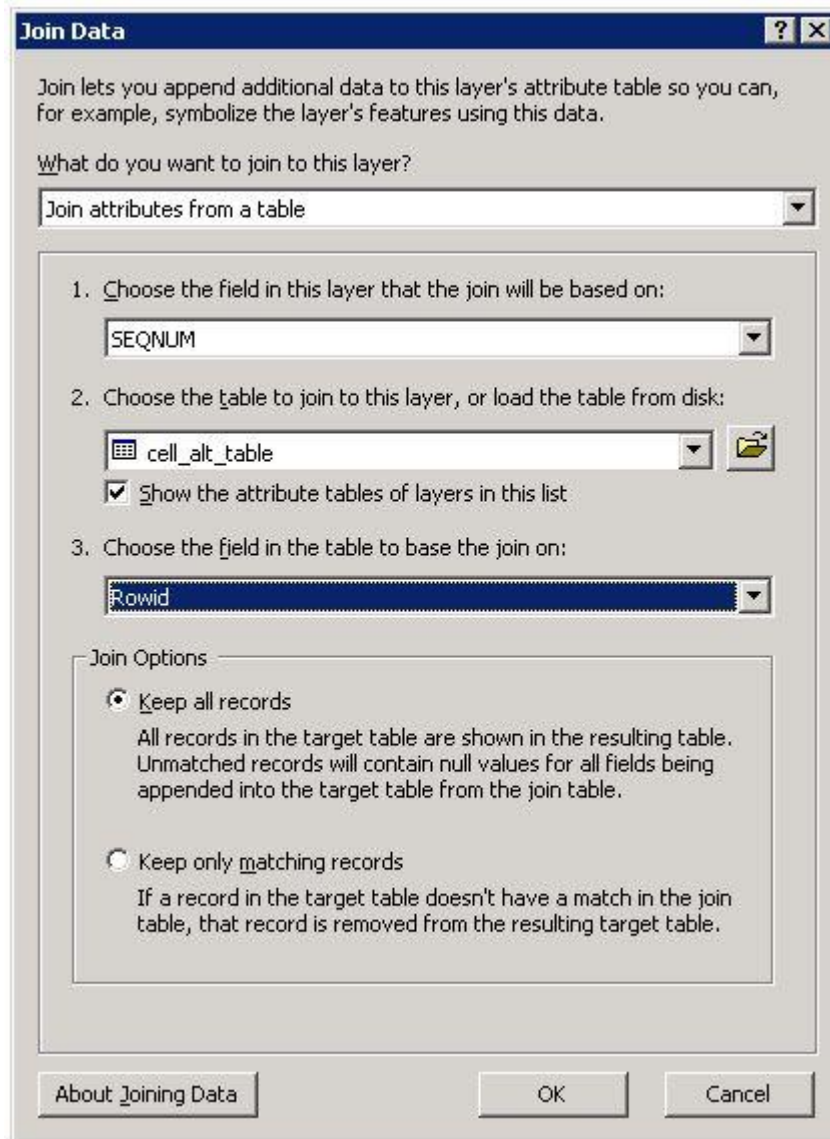 Join Data
Join lets you append additional data to this layer's attribute table so you can,
for example, symbolize the layer's features using this data.
What do you want to join to this layer?
Join attributes from a table
1. Choose the field in this layer that the join will be based on:
SEQNUM
2. Choose the table to join to this layer, or load the table from disk:
cell_alt_table
Show the attribute tables of layers in this list
3. Choose the field in the table to base the join on:
Rowid
Join Options
Keep all records
All records in the target table are shown in the resulting table.
Unmatched records will contain null values for all fields being
appended into the target table from the join table.
Keep only matching records
If a record in the target table doesn't have a match in the join
table, that record is removed from the resulting target table.
About Joining Data
OK
Cancel